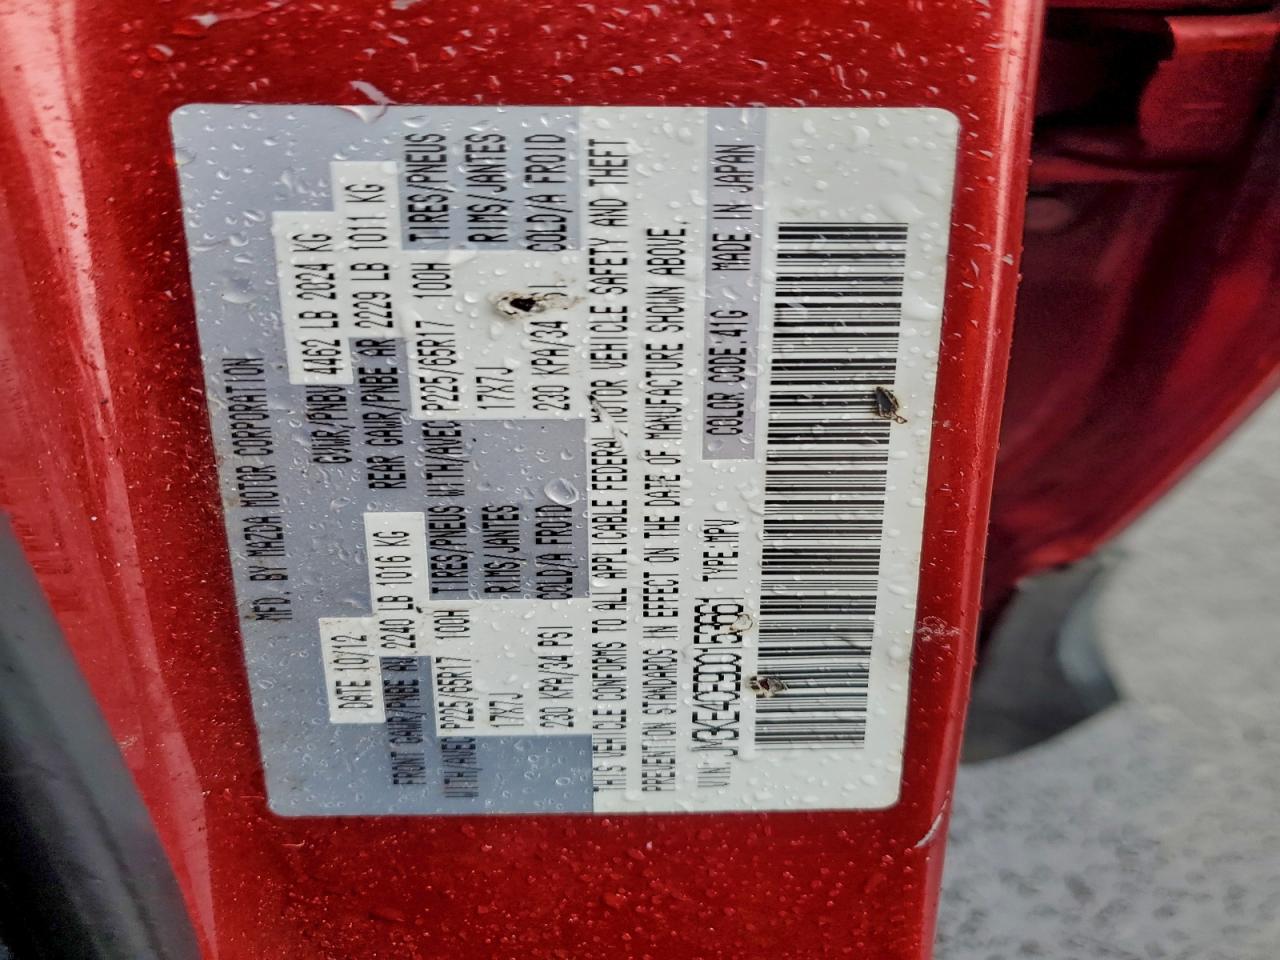 MFD. BY MAZDA MOTOR CORPORATION
DATE 10/12 GVWR/PNBV 4462 LB 2024 KG
FRONT GAWR/PNBE AV 2240 LB 1016 KG REAR GAWR/PNBE AR 2229 LB 1011 KG
WITH/AVEC P225/65R17 100H TIRES/PNEUS WITH/AVEC P225/65R17 100H TIRES/PNEUS
17X7J RIMS/JANTES 17X7J RIMS/JANTES
230 KPA/34 PSI COLD/A FROID 230 KPA/34 COLD/A FROID
THIS VEHICLE CONFORMS TO ALL APPLICABLE FEDERAL MOTOR VEHICLE SAFETY AND THEFT
PREVENTION STANDARDS IN EFFECT ON THE DATE OF MANUFACTURE SHOWN ABOVE.
VIN: TYPE:MPV COLOR CODE:41G MADE IN JAPAN